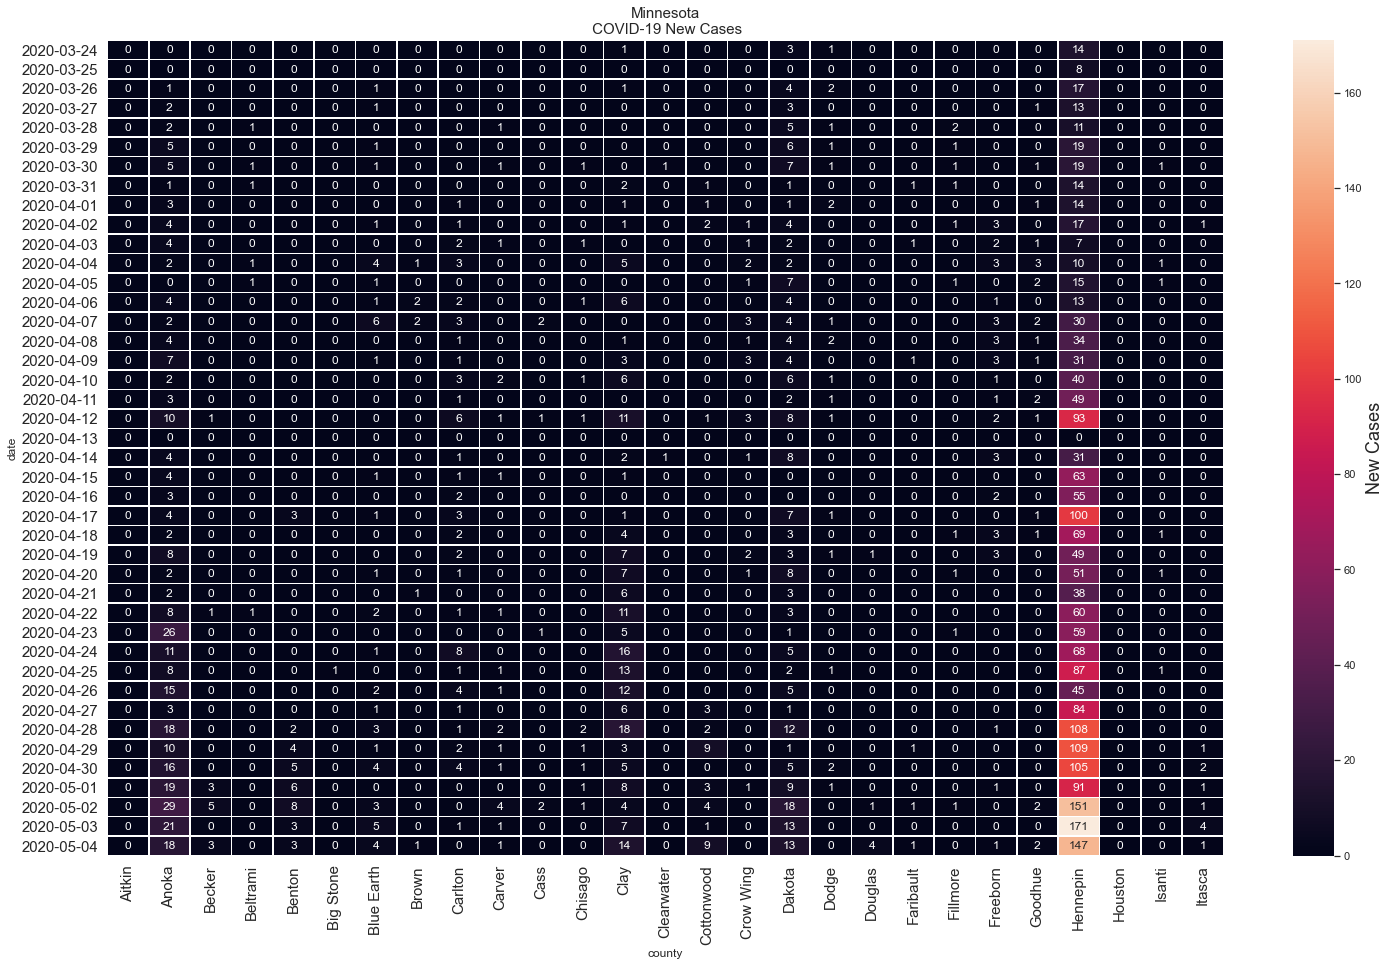 Minnesota
COVID-19 New Cases
2020-03-24 0 0 0 0 0 0 0 0 0 0 0 0 1 0 0 0 3 1 0 0 0 0 0 14 0 0 0
2020-03-25 0 0 0 0 0 0 0 0 0 0 0 0 0 0 0 0 0 0 0 0 0 0 0 8 0 0 0
2020-03-26 0 1 0 0 0 0 1 0 0 0 0 0 1 0 0 0 4 2 0 0 0 0 0 17 0 0 0
2020-03-27 0 2 0 0 0 0 1 0 0 0 0 0 0 0 0 0 3 0 0 0 0 0 1 13 0 0 0
2020-03-28 0 2 0 1 0 0 0 0 0 1 0 0 0 0 0 0 5 1 0 0 2 0 0 11 0 0 0
2020-03-29 0 5 0 0 0 0 1 0 0 0 0 0 0 0 0 0 6 1 0 0 1 0 0 19 0 0 0
2020-03-30 0 5 0 1 0 0 1 0 0 1 0 1 0 1 0 0 7 1 0 0 1 0 1 19 0 1 0
2020-03-31 0 1 0 1 0 0 0 0 0 0 0 0 2 0 1 0 1 0 0 1 1 0 0 14 0 0 0
2020-04-01 0 3 0 0 0 0 0 0 1 0 0 0 1 0 1 0 1 2 0 0 0 0 1 14 0 0 0
2020-04-02 0 4 0 0 0 0 1 0 1 0 0 0 1 0 2 1 4 0 0 0 1 3 0 17 0 0 1
2020-04-03 0 4 0 0 0 0 0 0 2 1 0 1 0 0 0 1 2 0 0 1 0 2 1 7 0 0 0
2020-04-04 0 2 0 1 0 0 4 1 3 0 0 0 5 0 0 2 2 0 0 0 0 3 3 10 0 1 0
2020-04-05 0 0 0 1 0 0 1 0 0 0 0 0 0 0 0 1 7 0 0 0 1 0 2 15 0 1 0
2020-04-06 0 4 0 0 0 0 1 2 2 0 0 1 6 0 0 0 4 0 0 0 0 1 0 13 0 0 0
2020-04-07 0 2 0 0 0 0 6 2 3 0 2 0 0 0 0 3 4 1 0 0 0 3 2 30 0 0 0
2020-04-08 0 4 0 0 0 0 0 0 1 0 0 0 1 0 0 1 4 2 0 0 0 3 1 34 0 0 0
2020-04-09 0 7 0 0 0 0 1 0 1 0 0 0 3 0 0 3 4 0 0 1 0 3 1 31 0 0 0
2020-04-10 0 2 0 0 0 0 0 0 3 2 0 1 6 0 0 0 6 1 0 0 0 1 0 40 0 0 0
2020-04-11 0 3 0 0 0 0 0 0 1 0 0 0 0 0 0 0 2 1 0 0 0 1 2 49 0 0 0
2020-04-12 0 10 1 0 0 0 0 0 6 1 1 1 11 0 1 3 8 1 0 0 0 2 1 93 0 0 0
2020-04-13 0 0 0 0 0 0 0 0 0 0 0 0 0 0 0 0 0 0 0 0 0 0 0 0 0 0 0
2020-04-14 0 4 0 0 0 0 0 0 1 0 0 0 2 1 0 1 8 0 0 0 0 3 0 31 0 0 0
2020-04-15 0 4 0 0 0 0 1 0 1 1 0 0 1 0 0 0 0 0 0 0 0 0 0 63 0 0 0
2020-04-16 0 3 0 0 0 0 0 0 2 0 0 0 0 0 0 0 0 0 0 0 0 2 0 55 0 0 0
2020-04-17 0 4 0 0 3 0 1 0 3 0 0 0 1 0 0 0 7 1 0 0 0 0 1 100 0 0 0
2020-04-18 0 2 0 0 0 0 0 0 2 0 0 0 4 0 0 0 3 0 0 0 1 3 1 69 0 1 0
2020-04-19 0 8 0 0 0 0 0 0 2 0 0 0 7 0 0 2 3 1 1 0 0 3 0 49 0 0 0
2020-04-20 0 2 0 0 0 0 1 0 1 0 0 0 7 0 0 1 8 0 0 0 1 0 0 51 0 1 0
2020-04-21 0 2 0 0 0 0 0 1 0 0 0 0 6 0 0 0 3 0 0 0 0 0 0 38 0 0 0
2020-04-22 0 8 1 1 0 0 2 0 1 1 0 0 11 0 0 0 3 0 0 0 0 0 0 60 0 0 0
2020-04-23 0 26 0 0 0 0 0 0 0 0 1 0 5 0 0 0 1 0 0 0 1 0 0 59 0 0 0
2020-04-24 0 11 0 0 0 0 1 0 8 0 0 0 16 0 0 0 5 0 0 0 0 0 0 68 0 0 0
2020-04-25 0 8 0 0 0 1 0 0 1 1 0 0 13 0 0 0 2 1 0 0 0 0 0 87 0 1 0
2020-04-26 0 15 0 0 0 0 2 0 4 1 0 0 12 0 0 0 5 0 0 0 0 0 0 45 0 0 0
2020-04-27 0 3 0 0 0 0 1 0 1 0 0 0 6 0 3 0 1 0 0 0 0 0 0 84 0 0 0
2020-04-28 0 18 0 0 2 0 0 0 1 2 0 2 18 0 2 0 12 0 0 0 0 1 0 108 0 0 0
2020-04-29 0 10 0 0 4 0 1 0 2 1 0 1 3 0 9 0 1 0 0 1 0 0 0 109 0 0 1
2020-04-30 0 16 0 0 5 0 4 0 4 1 0 1 5 0 0 0 5 2 0 0 0 0 0 105 0 0 2
2020-05-01 0 19 3 0 6 0 0 0 0 0 0 1 8 0 3 1 9 1 0 0 0 1 0 91 0 0 1
2020-05-02 0 29 5 0 8 0 3 0 0 4 2 1 4 0 4 0 18 0 1 1 1 0 2 151 0 0 1
2020-05-03 0 21 0 0 3 0 5 0 1 1 0 0 7 0 1 0 13 0 0 0 0 0 0 171 0 0 4
2020-05-04 0 18 3 0 3 0 4 1 0 1 0 0 14 0 9 0 13 0 4 1 0 1 2 147 0 0 1
date
Aitkin Anoka Becker Beltrami Benton Big Stone Blue Earth Brown Carlton Carver Cass Chisago Clay Clearwater Cottonwood Crow Wing Dakota Dodge Douglas Faribault Fillmore Freeborn Goodhue Hennepin Houston Isanti Itasca
county
160
140
120
100
80
60
40
20
0
New Cases